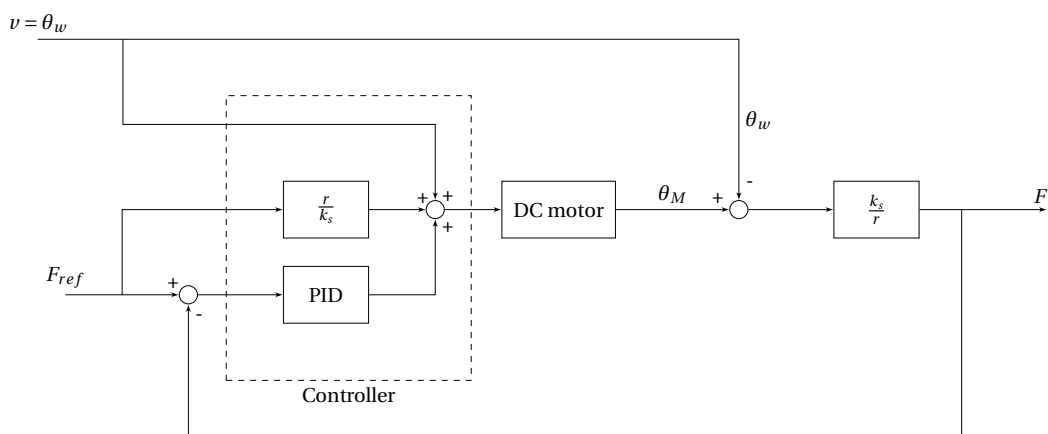 v = θ_w
θ_w
+
+
+
r/k_s
DC motor
θ_M
+
-
k_s/r
F
F_ref
+
-
PID
Controller